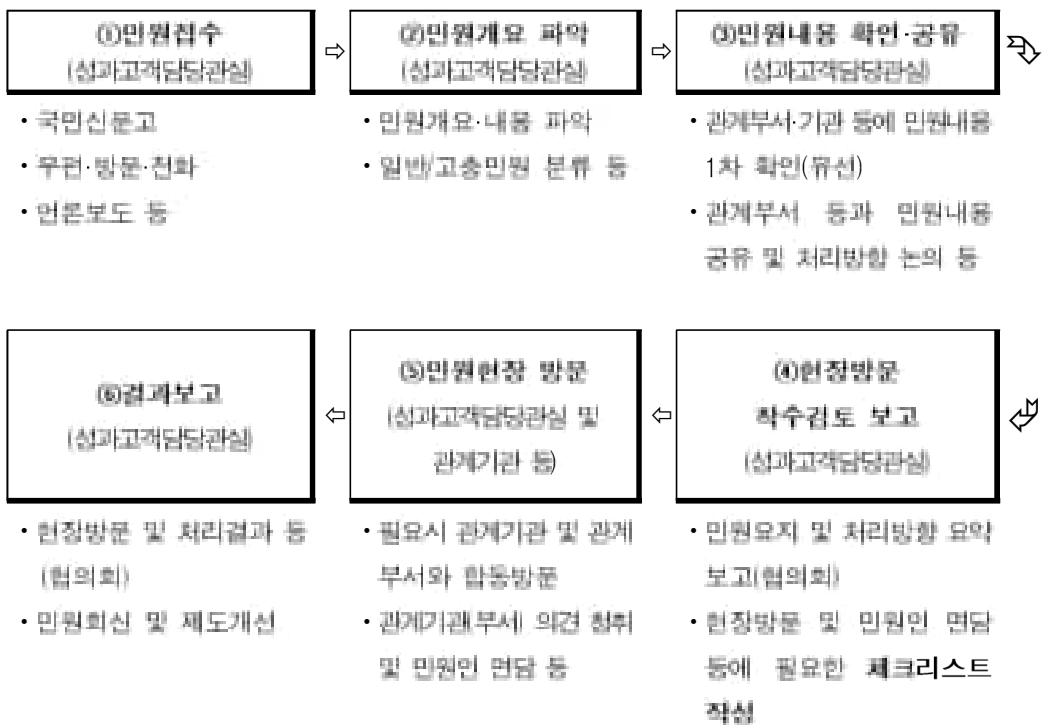 ①민원접수
(성과고객담당관실)
• 국민신문고
• 우편·방문·전화
• 언론보도 등
②민원개요 파악
(성과고객담당관실)
• 민원개요·내용 파악
• 일반/고충민원 분류 등
③민원내용 확인·공유
(성과고객담당관실)
• 관계부서·기관 등에 민원내용
1차 확인(유선)
• 관계부서 등과 민원내용
공유 및 처리방향 논의 등
④현장방문
착수검토 보고
(성과고객담당관실)
• 민원요지 및 처리방향 요약
보고(협의회)
• 현장방문 및 민원인 면담
등에 필요한 체크리스트
작성
⑤민원현장 방문
(성과고객담당관실 및
관계기관 등)
• 필요시 관계기관 및 관계
부서와 합동방문
• 관계기관(부서) 의견 청취
및 민원인 면담 등
⑥결과보고
(성과고객담당관실)
• 현장방문 및 처리결과 등
(협의회)
• 민원회신 및 제도개선